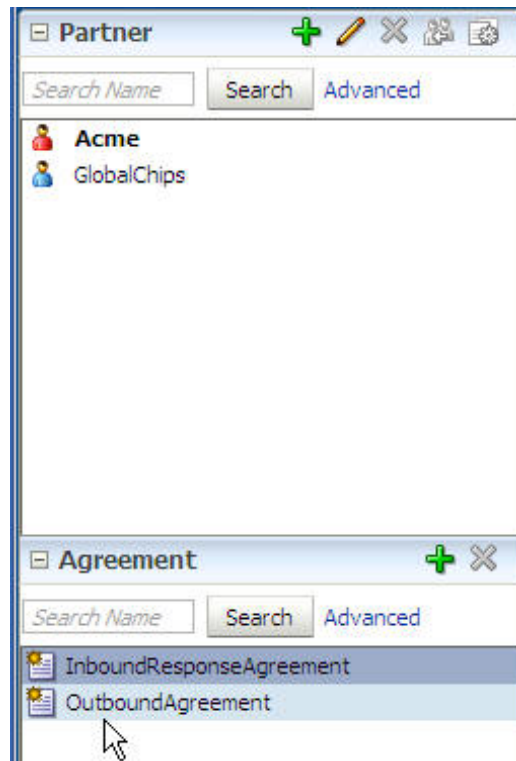 Partner
Search Name Search Advanced
Acme
GlobalChips
Agreement
Search Name Search Advanced
InboundResponseAgreement
OutboundAgreement